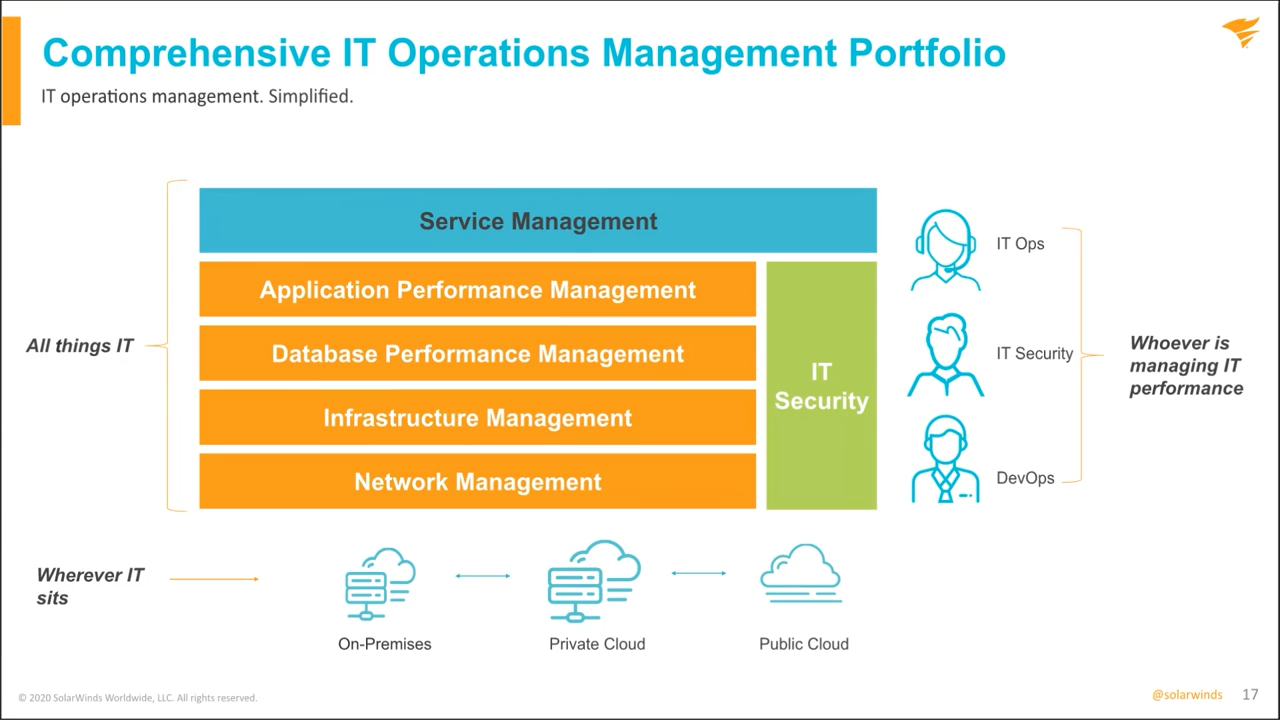 Comprehensive IT Operations Management Portfolio
IT operations management. Simplified.
Service Management
Application Performance Management
Database Performance Management
Infrastructure Management
Network Management
IT
Security
All things IT
IT Ops
IT Security
DevOps
Whoever is
managing IT
performance
Wherever IT
sits
On-Premises
Private Cloud
Public Cloud
© 2020 SolarWinds Worldwide, LLC. All rights reserved.
@solarwinds
17